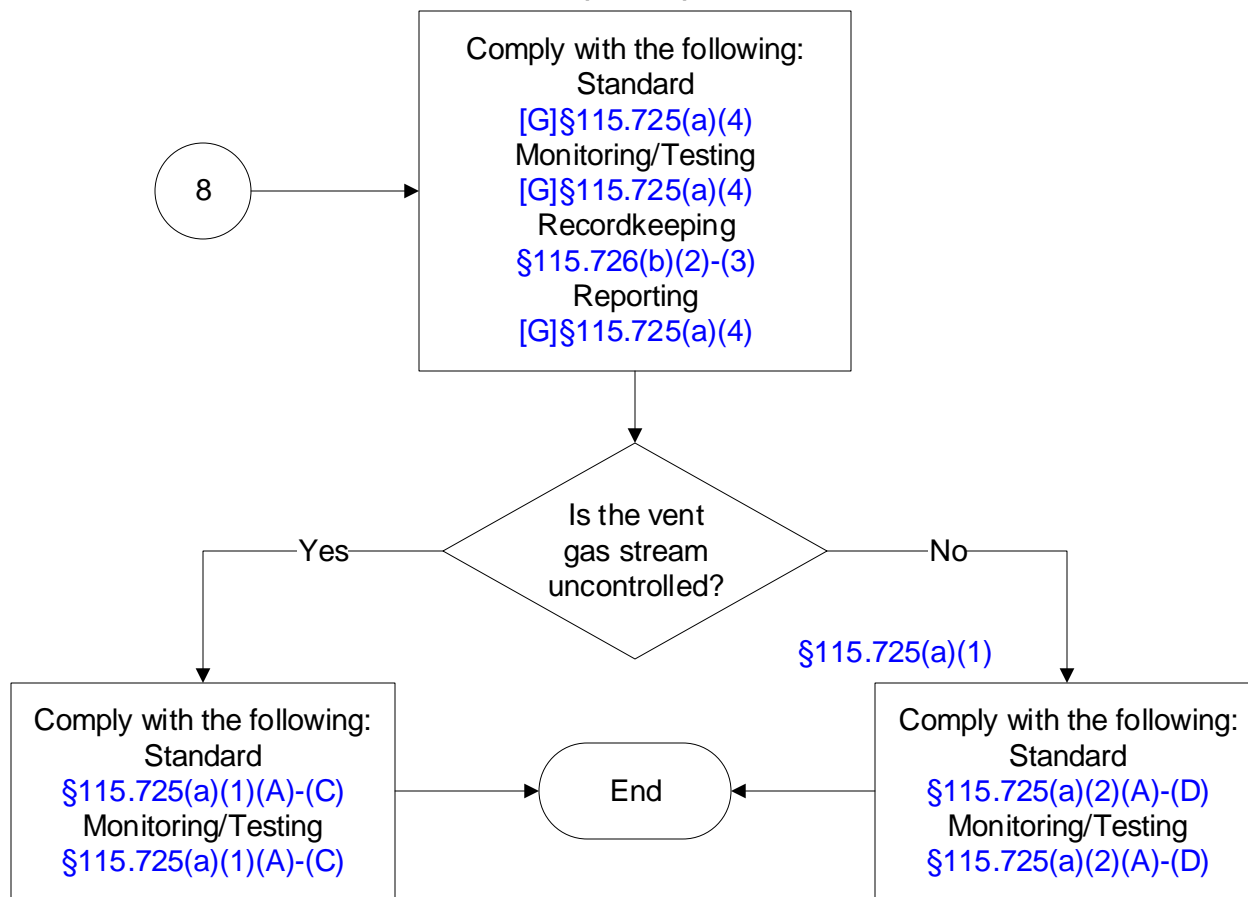 Comply with the following:
Standard
[G]§115.725(a)(4)
Monitoring/Testing
[G]§115.725(a)(4)
Recordkeeping
§115.726(b)(2)-(3)
Reporting
[G]§115.725(a)(4)
8
Is the vent
gas stream
uncontrolled?
Yes
No
§115.725(a)(1)
Comply with the following:
Standard
§115.725(a)(1)(A)-(C)
Monitoring/Testing
§115.725(a)(1)(A)-(C)
End
Comply with the following:
Standard
§115.725(a)(2)(A)-(D)
Monitoring/Testing
§115.725(a)(2)(A)-(D)